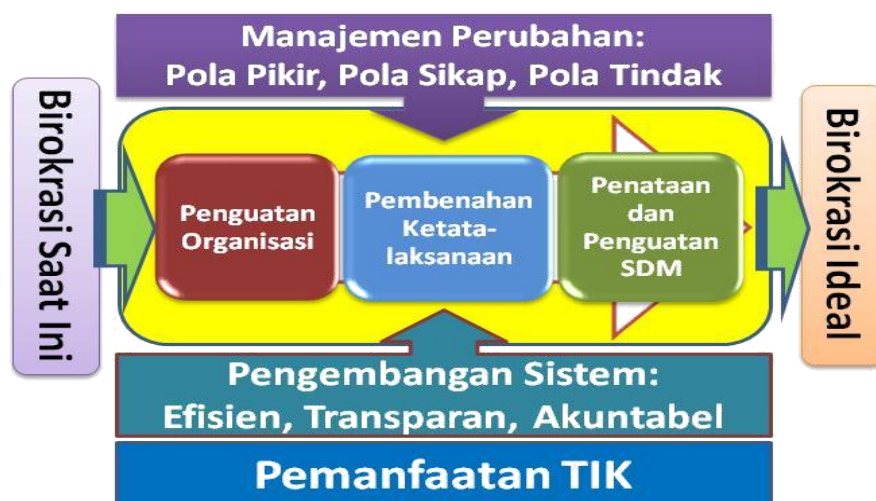 Manajemen Perubahan:
Pola Pikir, Pola Sikap, Pola Tindak
Birokrasi Saat Ini
Penguatan
Organisasi
Pembenahan
Ketata-
laksanaan
Penataan
dan
Penguatan
SDM
Birokrasi Ideal
Pengembangan Sistem:
Efisien, Transparan, Akuntabel
Pemanfaatan TIK